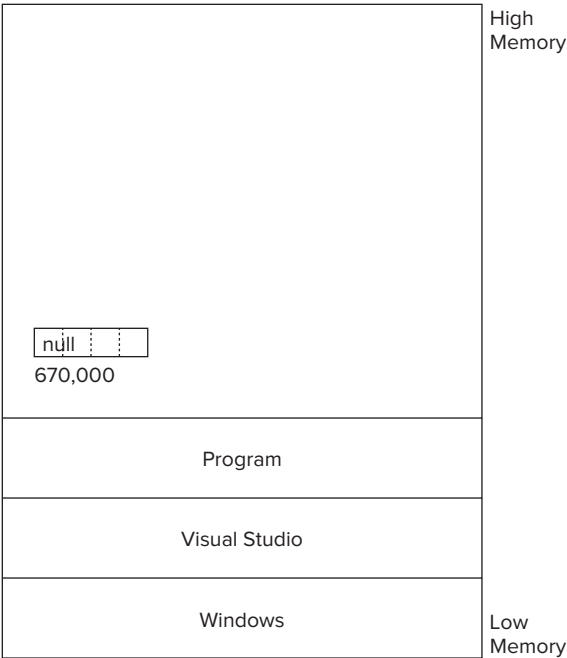 High
Memory
null
670,000
Program
Visual Studio
Windows
Low
Memory